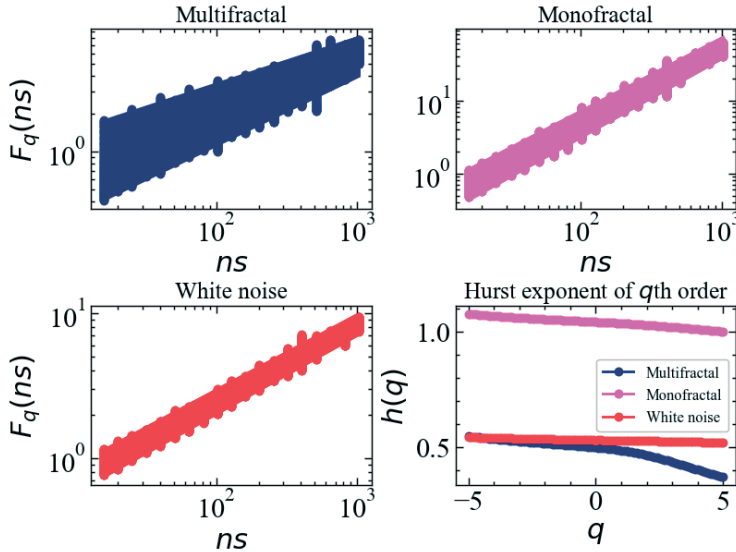 Multifractal
F_q(ns)
10^0
10^2
10^3
ns
Monofractal
10^1
10^0
10^2
10^3
ns
White noise
F_q(ns)
10^1
10^0
10^2
10^3
ns
Hurst exponent of qth order
h(q)
1.0
0.5
Multifractal
Monofractal
White noise
−5
0
5
q